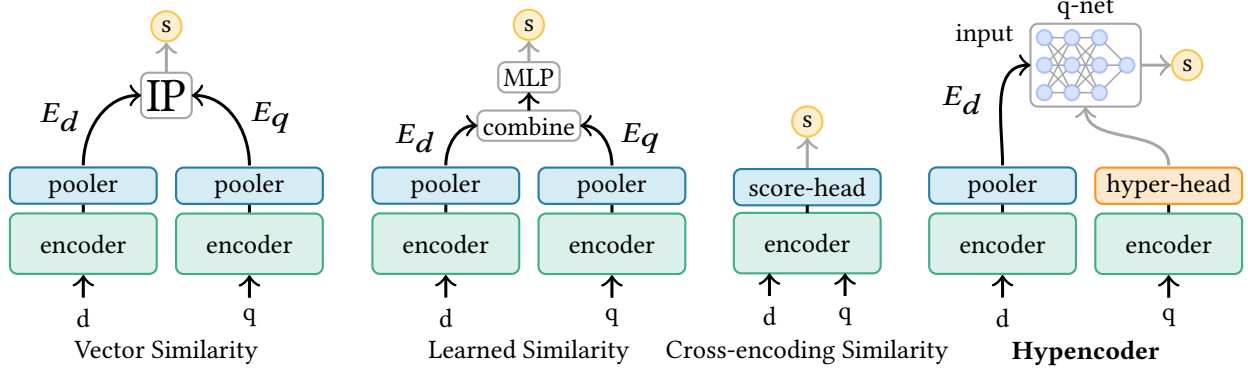 s
IP
E_d
E_q
pooler
pooler
encoder
encoder
d
q
Vector Similarity
s
MLP
combine
E_d
E_q
pooler
pooler
encoder
encoder
d
q
Learned Similarity
s
score-head
encoder
d
q
Cross-encoding Similarity
q-net
input
s
E_d
pooler
hyper-head
encoder
encoder
d
q
Hypencoder